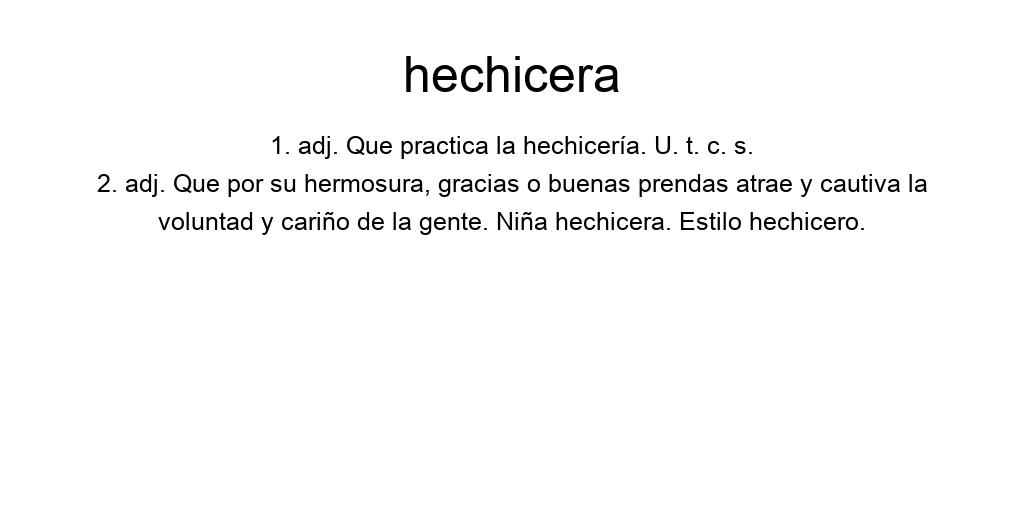 hechicera
1. adj. Que practica la hechicería. U. t. c. s.
2. adj. Que por su hermosura, gracias o buenas prendas atrae y cautiva la
voluntad y cariño de la gente. Niña hechicera. Estilo hechicero.